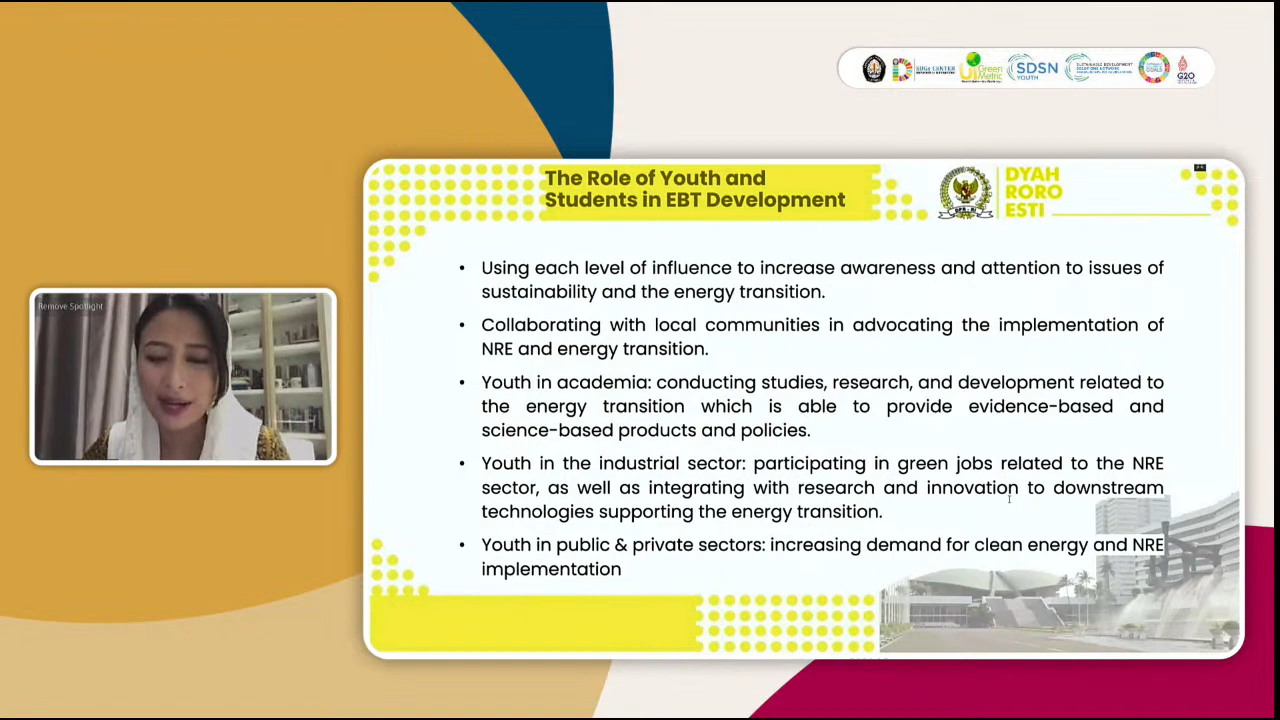 SDGs CENTER
UI
Green
Metric
SDSN
YOUTH
G20
The Role of Youth and
Students in EBT Development
DYAH
RORO
ESTI
Remove Spotlight
• Using each level of influence to increase awareness and attention to issues of
sustainability and the energy transition.
• Collaborating with local communities in advocating the implementation of
NRE and energy transition.
• Youth in academia: conducting studies, research, and development related to
the energy transition which is able to provide evidence-based and
science-based products and policies.
• Youth in the industrial sector: participating in green jobs related to the NRE
sector, as well as integrating with research and innovation to downstream
technologies supporting the energy transition.
• Youth in public & private sectors: increasing demand for clean energy and NRE
implementation